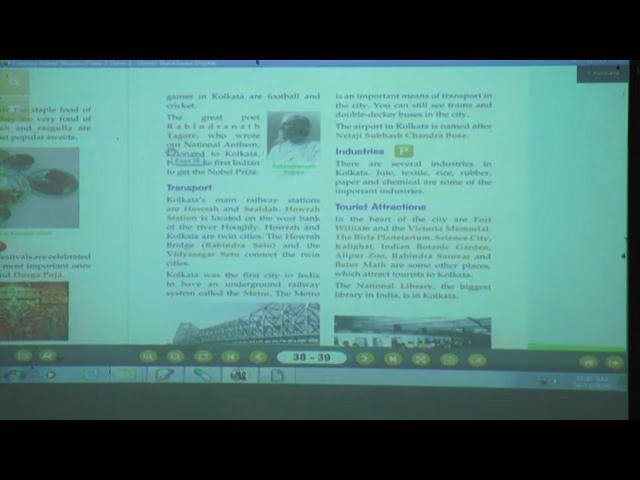 staple food of
very fond of
and rasgulla are
popular sweets.
festivals are celebrated
most important ones
and Durga Puja.
games in Kolkata are football and
cricket.
The great poet
Rabindranath
Tagore, who wrote
our National Anthem,
belonged to Kolkata.
the first Indian
to get the Nobel Prize.
Rabindranath
Tagore
Transport
Kolkata's main railway stations
are Howrah and Sealdah. Howrah
Station is located on the west bank
of the river Hooghly. Howrah and
Kolkata are twin cities. The Howrah
Bridge (Rabindra Setu) and the
Vidyasagar Setu connect the twin
cities.
Kolkata was the first city in India
to have an underground railway
system called the Metro. The Metro
is an important means of transport in
the city. You can still see trams and
double-decker buses in the city.
The airport in Kolkata is named after
Netaji Subhash Chandra Bose.
Industries P
There are several industries in
Kolkata. Jute, textile, rice, rubber,
paper and chemical are some of the
important industries.
Tourist Attractions
In the heart of the city are Fort
William and the Victoria Memorial.
The Birla Planetarium, Science City,
Kalighat, Indian Botanic Garden,
Alipur Zoo, Rabindra Sarovar and
Belur Math are some other places,
which attract tourists to Kolkata.
The National Library, the biggest
library in India, is in Kolkata.
38 - 39